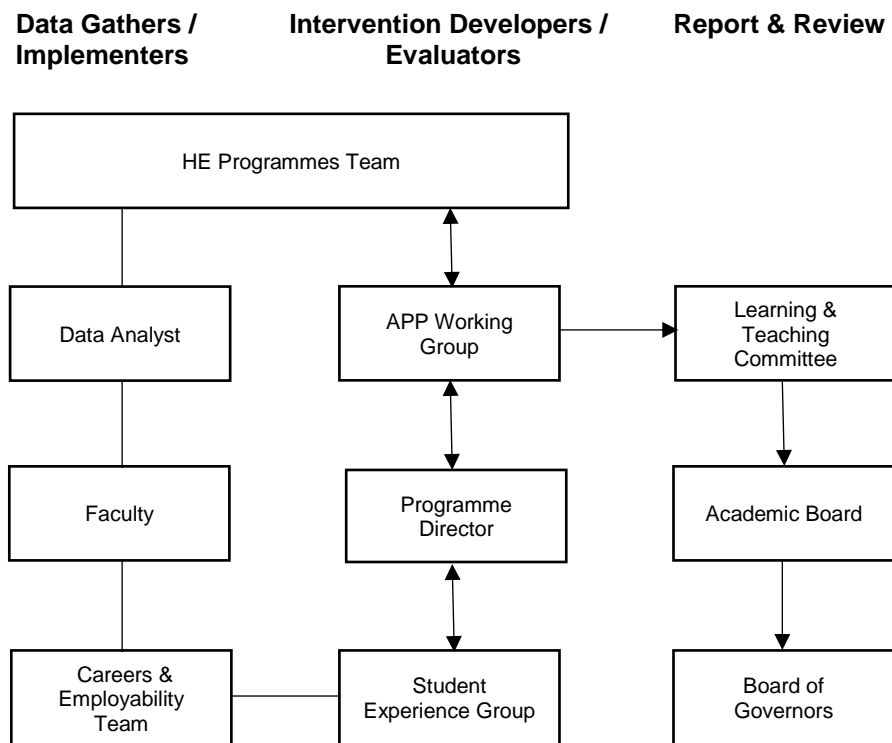 Data Gathers /
Implementers
Intervention Developers /
Evaluators
Report & Review
HE Programmes Team
Data Analyst
APP Working
Group
Learning &
Teaching
Committee
Faculty
Programme
Director
Academic Board
Careers &
Employability
Team
Student
Experience Group
Board of
Governors